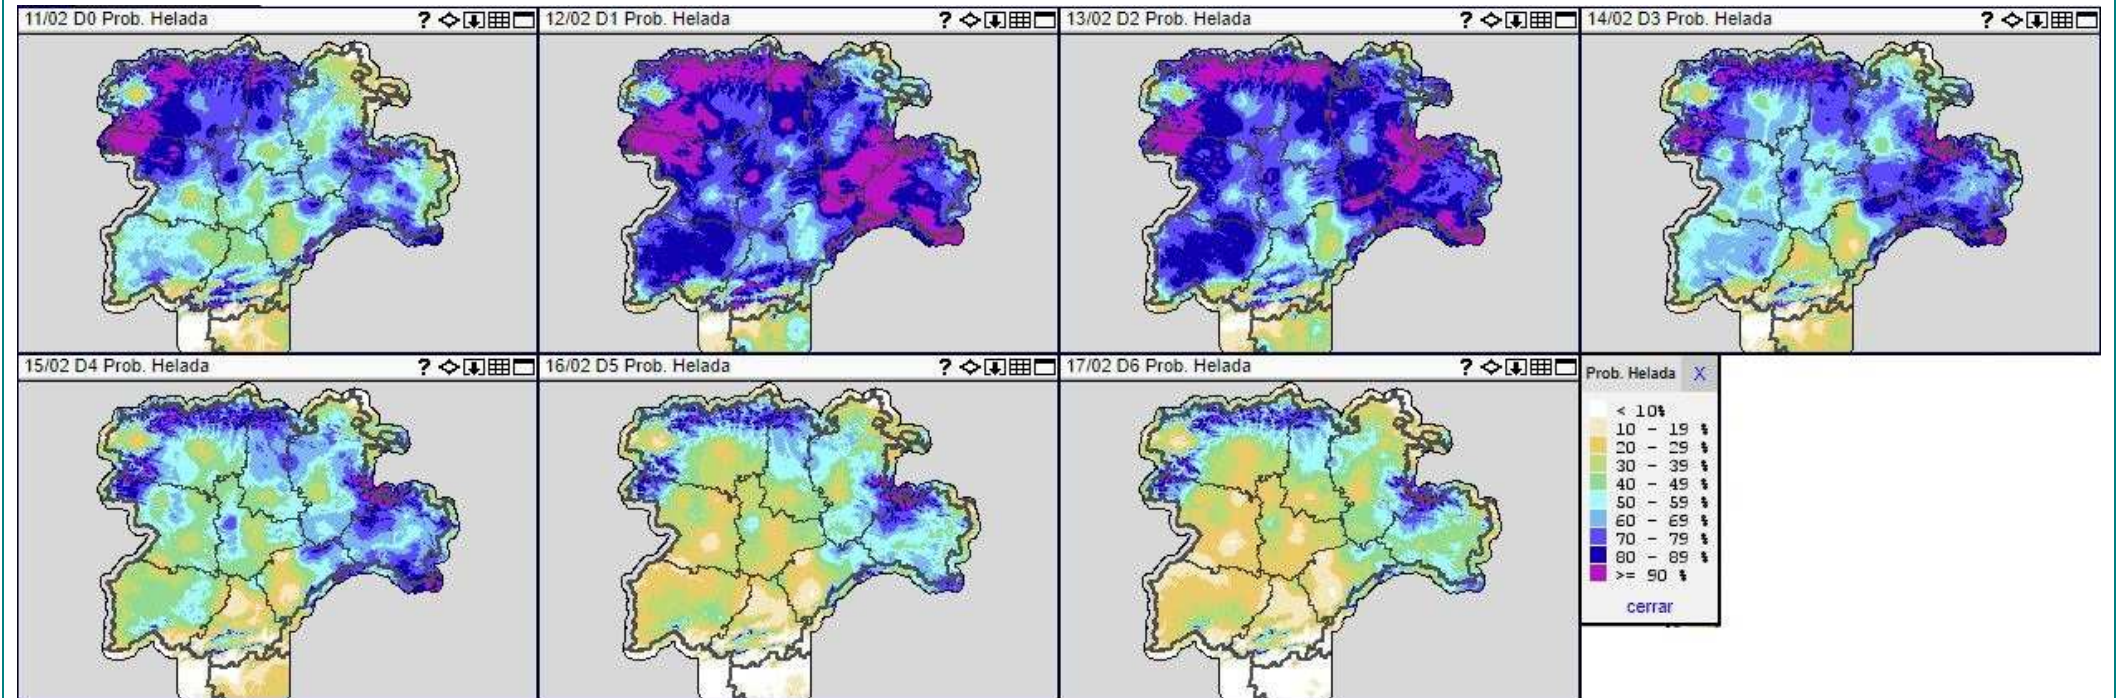 11/02 D0 Prob. Helada ?
12/02 D1 Prob. Helada ?
13/02 D2 Prob. Helada ?
14/02 D3 Prob. Helada ?
15/02 D4 Prob. Helada ?
16/02 D5 Prob. Helada ?
17/02 D6 Prob. Helada ?
Prob. Helada X
< 10%
10 - 19 %
20 - 29 %
30 - 39 %
40 - 49 %
50 - 59 %
60 - 69 %
70 - 79 %
80 - 89 %
>= 90 %
cerrar